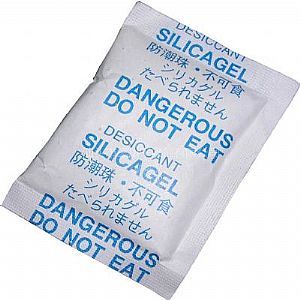 DESICCANT
SILICAGEL
防潮珠・不可食
シリカゲル
たべられません
DANGEROUS
DO NOT EAT
DESICCANT
SILICAGEL
防潮珠・不可食
シリカゲル
たべられません
DANGEROUS
DO NOT EAT